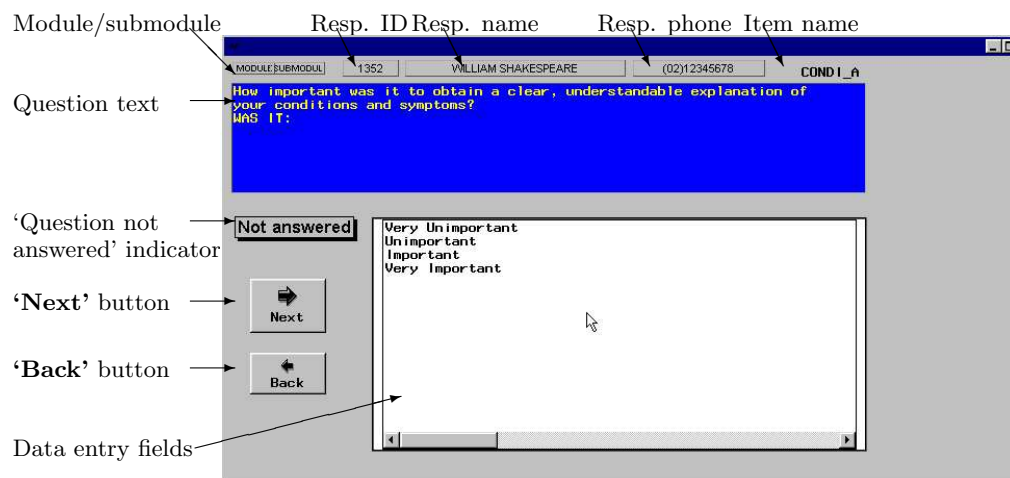 Module/submodule Resp. ID Resp. name Resp. phone Item name
MODULE SUBMODUL 1352 WILLIAM SHAKESPEARE (02)12345678 CONDI_A
Question text
How important was it to obtain a clear, understandable explanation of
your conditions and symptoms?
WAS IT:
‘Question not
answered’ indicator
Not answered
Very Unimportant
Unimportant
Important
Very Important
‘Next’ button
Next
‘Back’ button
Back
Data entry fields